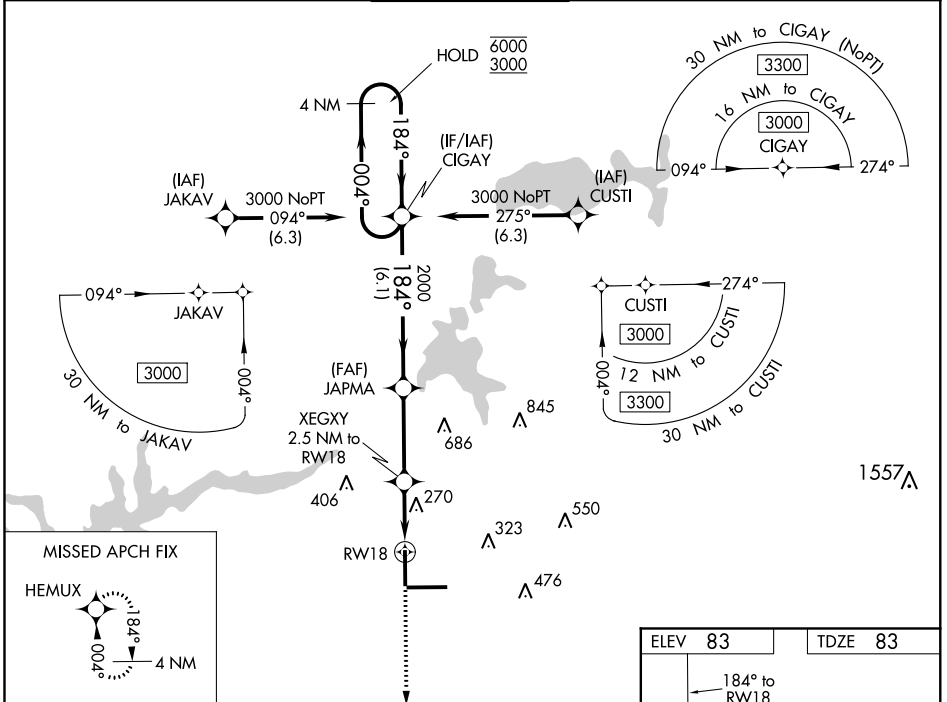 HOLD 6000
3000
4 NM
184°
004°
(IF/IAF)
CIGAY
30 NM to CIGAY (NoPT)
3300
16 NM to CIGAY
3000
CIGAY
094°
274°
(IAF)
JAKAV
3000 NoPT
094°
(6.3)
(IAF)
CUSTI
3000 NoPT
275°
(6.3)
2000
184°
(6.1)
094°
JAKAV
3000
004°
30 NM to JAKAV
274°
CUSTI
3000
12 NM to CUSTI
004°
3300
30 NM to CUSTI
(FAF)
JAPMA
XEGXY
2.5 NM to
RW18
686
845
406
270
1557
323
550
RW18
476
MISSED APCH FIX
HEMUX
184°
004°
4 NM
ELEV 83
TDZE 83
184° to
RW18